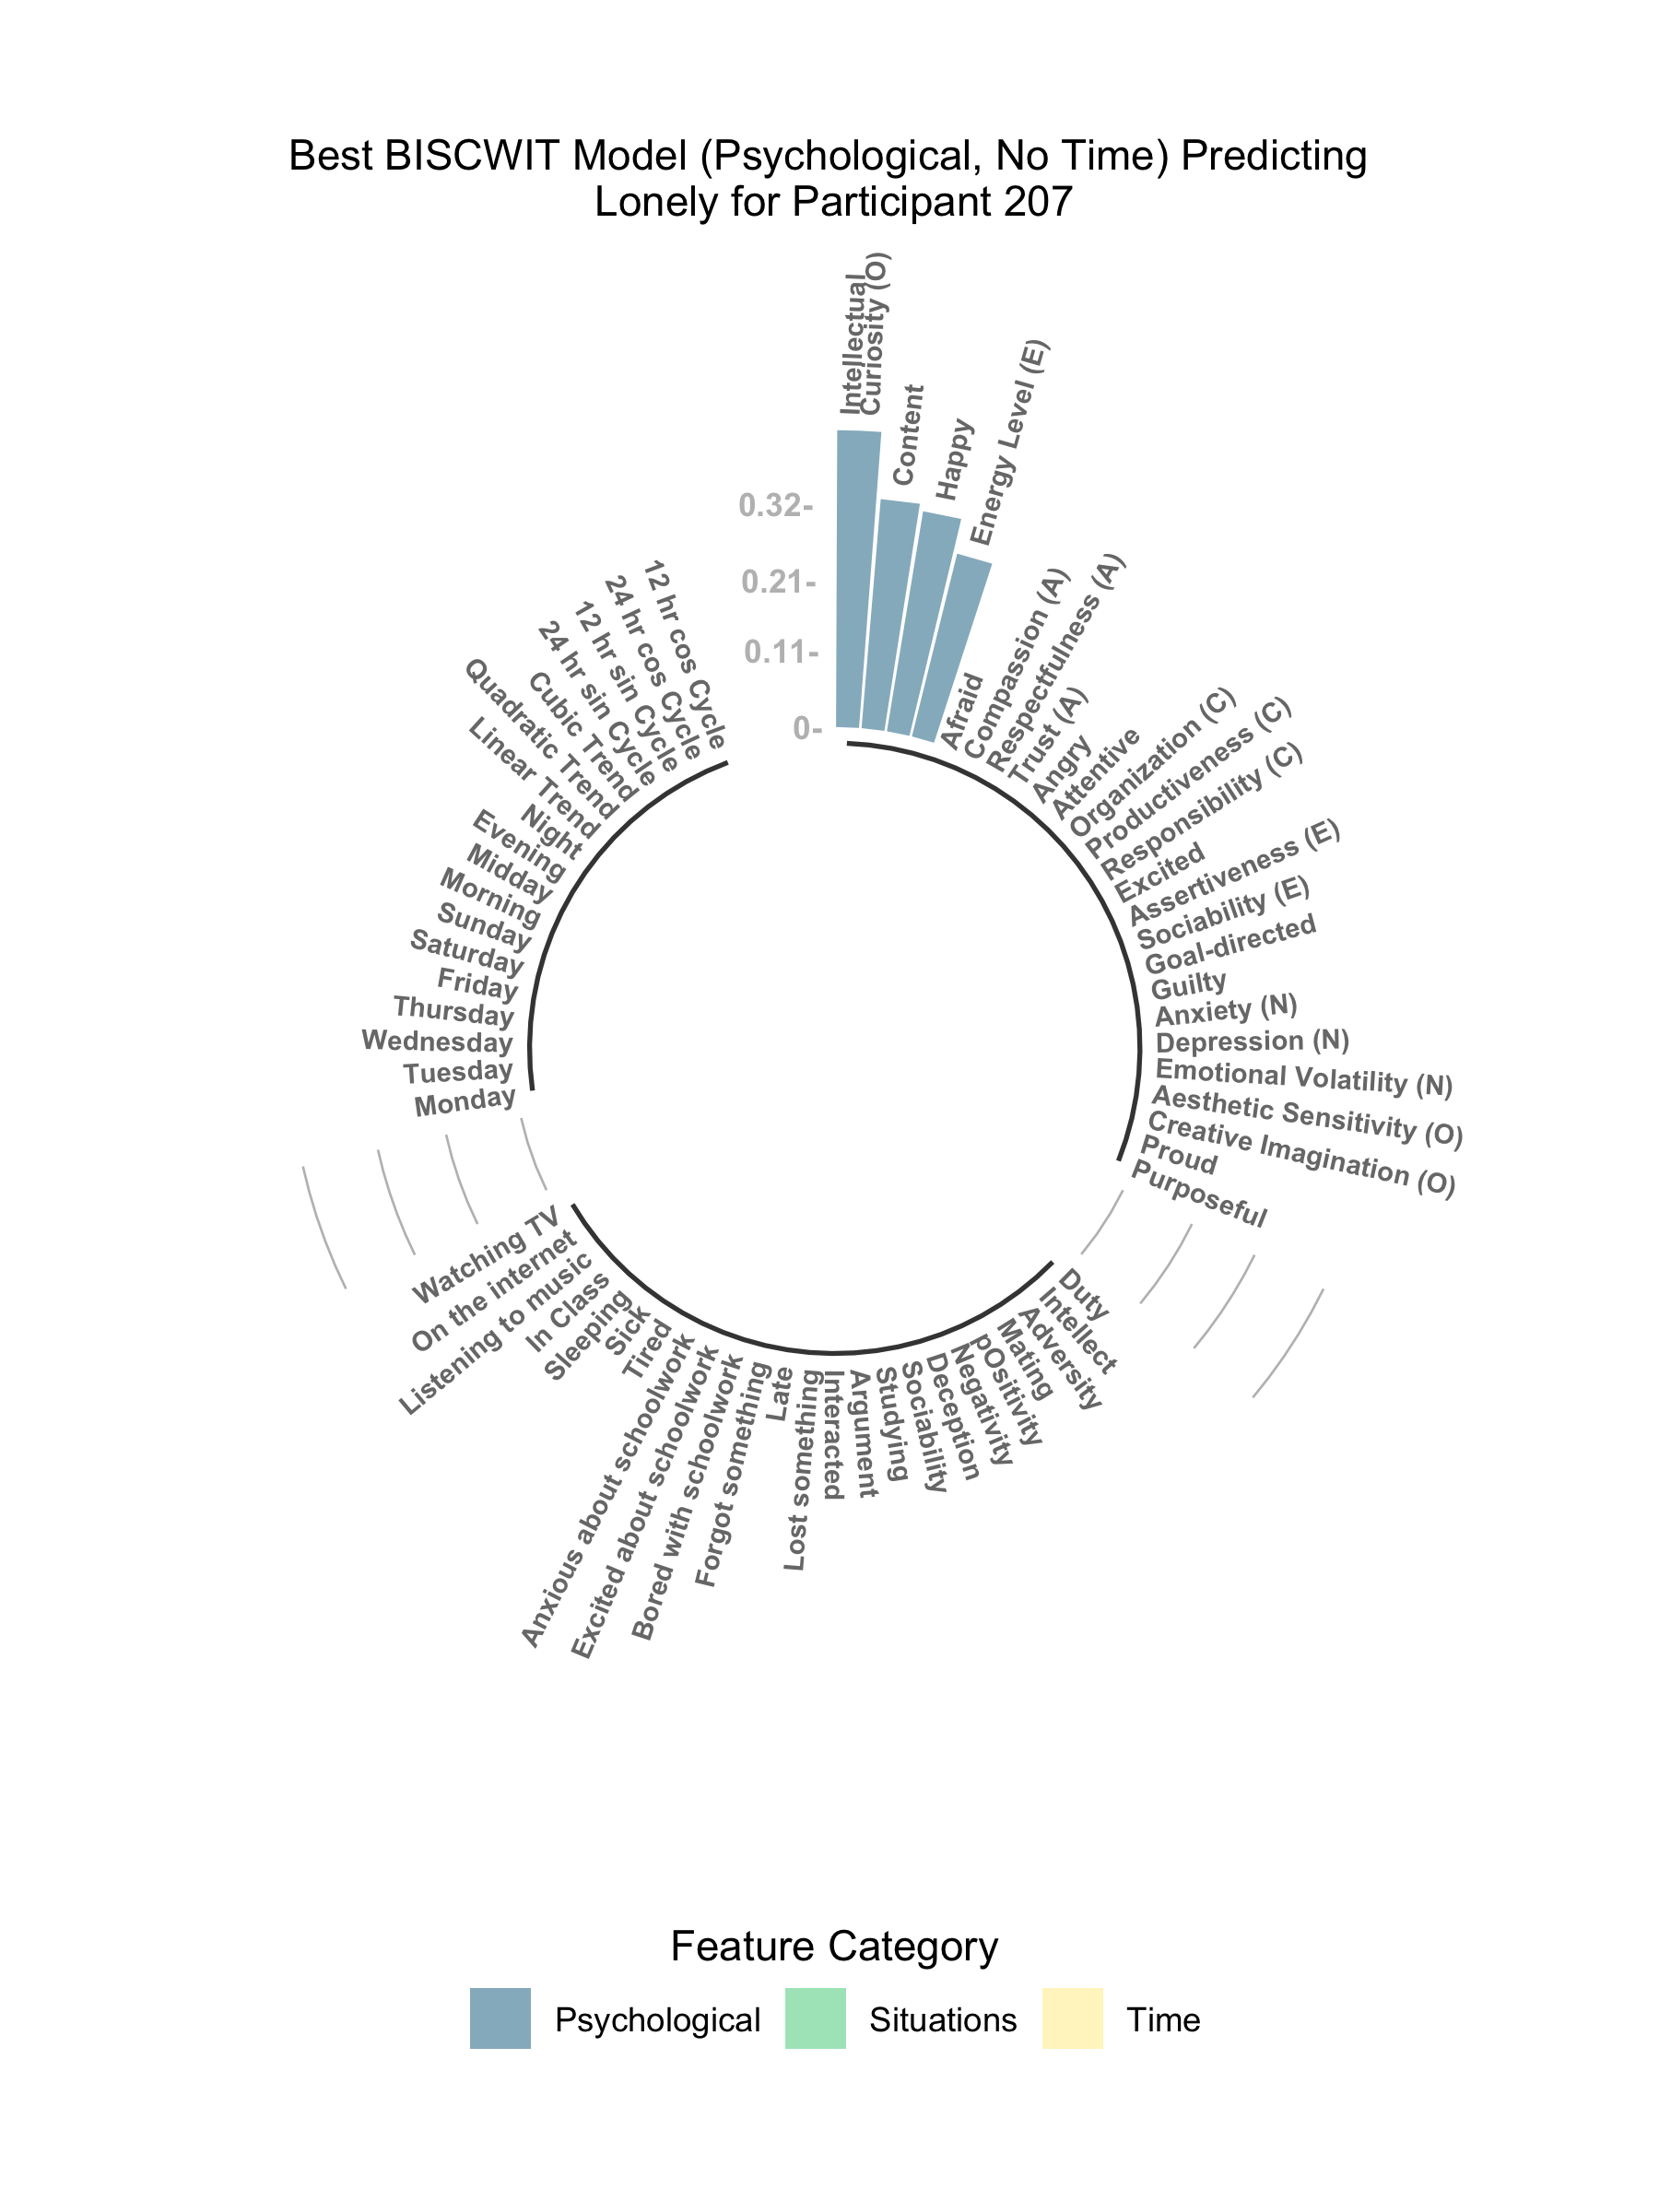 Best BISCWIT Model (Psychological, No Time) Predicting
Lonely for Participant 207
0.32-
0.21-
0.11-
0-
Intellectual
Curiosity (O)
Content
Happy
Energy Level (E)
Afraid
Compassion (A)
Respectfulness (A)
Trust (A)
Angry
Attentive
Organization (C)
Productiveness (C)
Responsibility (C)
Excited
Assertiveness (E)
Sociability (E)
Goal-directed
Guilty
Anxiety (N)
Depression (N)
Emotional Volatility (N)
Aesthetic Sensitivity (O)
Creative Imagination (O)
Proud
Purposeful
Duty
Intellect
Adversity
Mating
pOsitivity
Negativity
Deception
Sociability
Studying
Argument
Interacted
Lost something
Late
Forgot something
Bored with schoolwork
Excited about schoolwork
Anxious about schoolwork
Tired
Sick
Sleeping
In Class
Listening to music
On the internet
Watching TV
Monday
Tuesday
Wednesday
Thursday
Friday
Saturday
Sunday
Morning
Midday
Evening
Night
Linear Trend
Quadratic Trend
Cubic Trend
24 hr sin Cycle
12 hr sin Cycle
24 hr cos Cycle
12 hr cos Cycle
Feature Category
Psychological
Situations
Time